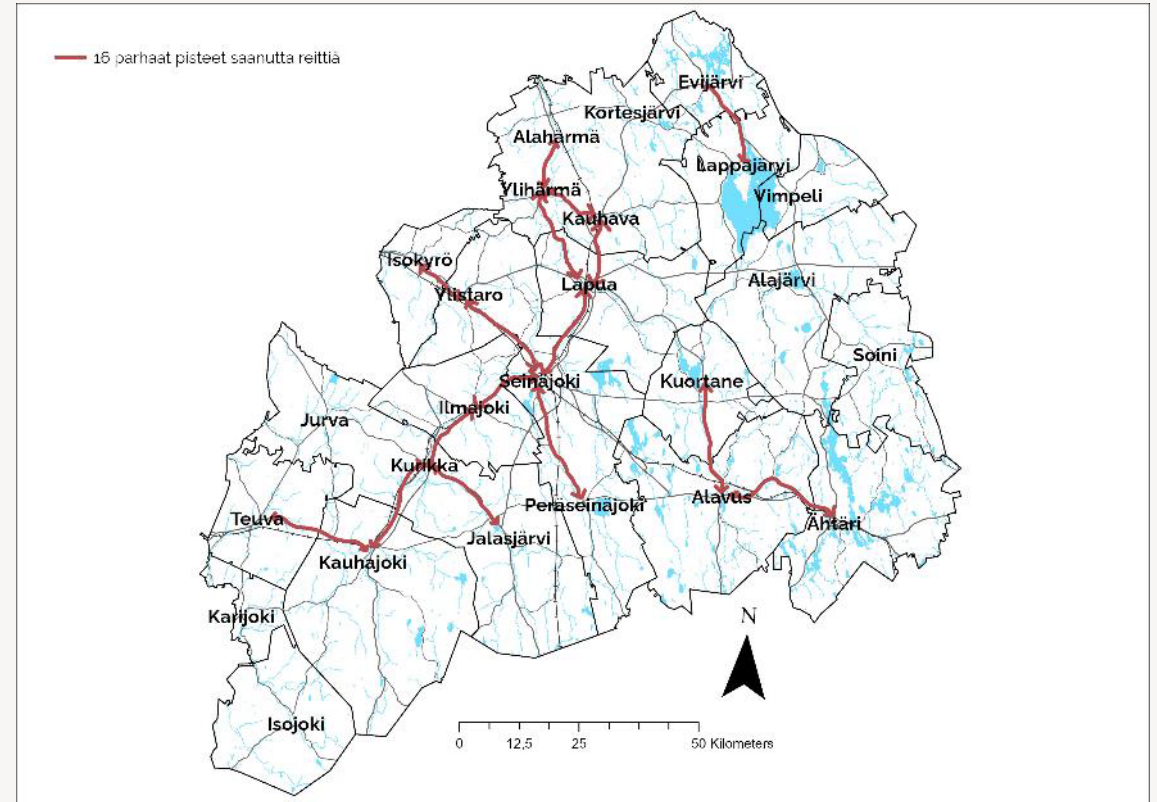 16 parhaat pisteet saanutta reittiä
Evijärvi
Kortesjärvi
Alahärmä
Lappajärvi
Ylihärmä
Vimpeli
Kauhava
Isokyrö
Lapua
Alajärvi
Ylistaro
Soini
Seinäjoki
Kuortane
Ilmajoki
Jurva
Kurikka
Alavus
Peräseinäjoki
Teuva
Ähtäri
Jalasjärvi
Kauhajoki
Karijoki
N
Isojoki
0 12,5 25 50 Kilometers